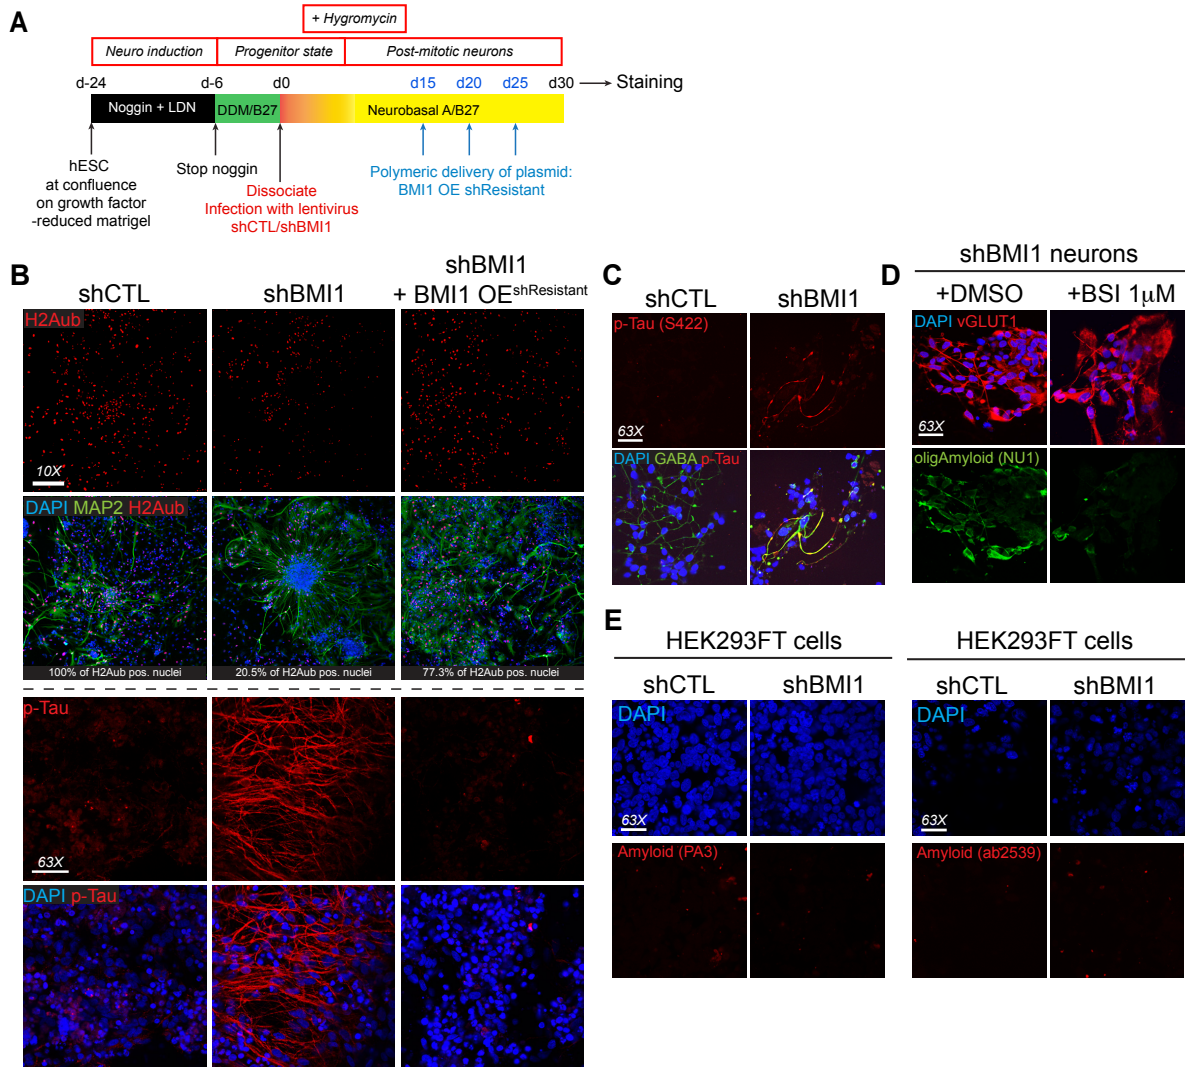 A
+ Hygromycin
Neuro induction
Progenitor state
Post-mitotic neurons
d-24
d-6
d0
d15
d20
d25
d30
Staining
Noggin + LDN
DDM/B27
Neurobasal A/B27
hESC
at confluence
on growth factor
-reduced matrigel
Stop noggin
Dissociate
Infection with lentivirus
shCTL/shBMI1
Polymeric delivery of plasmid:
BMI1 OE shResistant
B
shCTL
shBMI1
shBMI1
+ BMI1 OEshResistant
H2Aub
10X
DAPI MAP2 H2Aub
100% of H2Aub pos. nuclei
20.5% of H2Aub pos. nuclei
77.3% of H2Aub pos. nuclei
p-Tau
63X
DAPI p-Tau
C
shCTL
shBMI1
p-Tau (S422)
63X
DAPI GABA p-Tau
D
shBMI1 neurons
+DMSO
+BSI 1µM
DAPI vGLUT1
63X
oligAmyloid (NU1)
E
HEK293FT cells
shCTL
shBMI1
DAPI
63X
Amyloid (PA3)
HEK293FT cells
shCTL
shBMI1
DAPI
63X
Amyloid (ab2539)